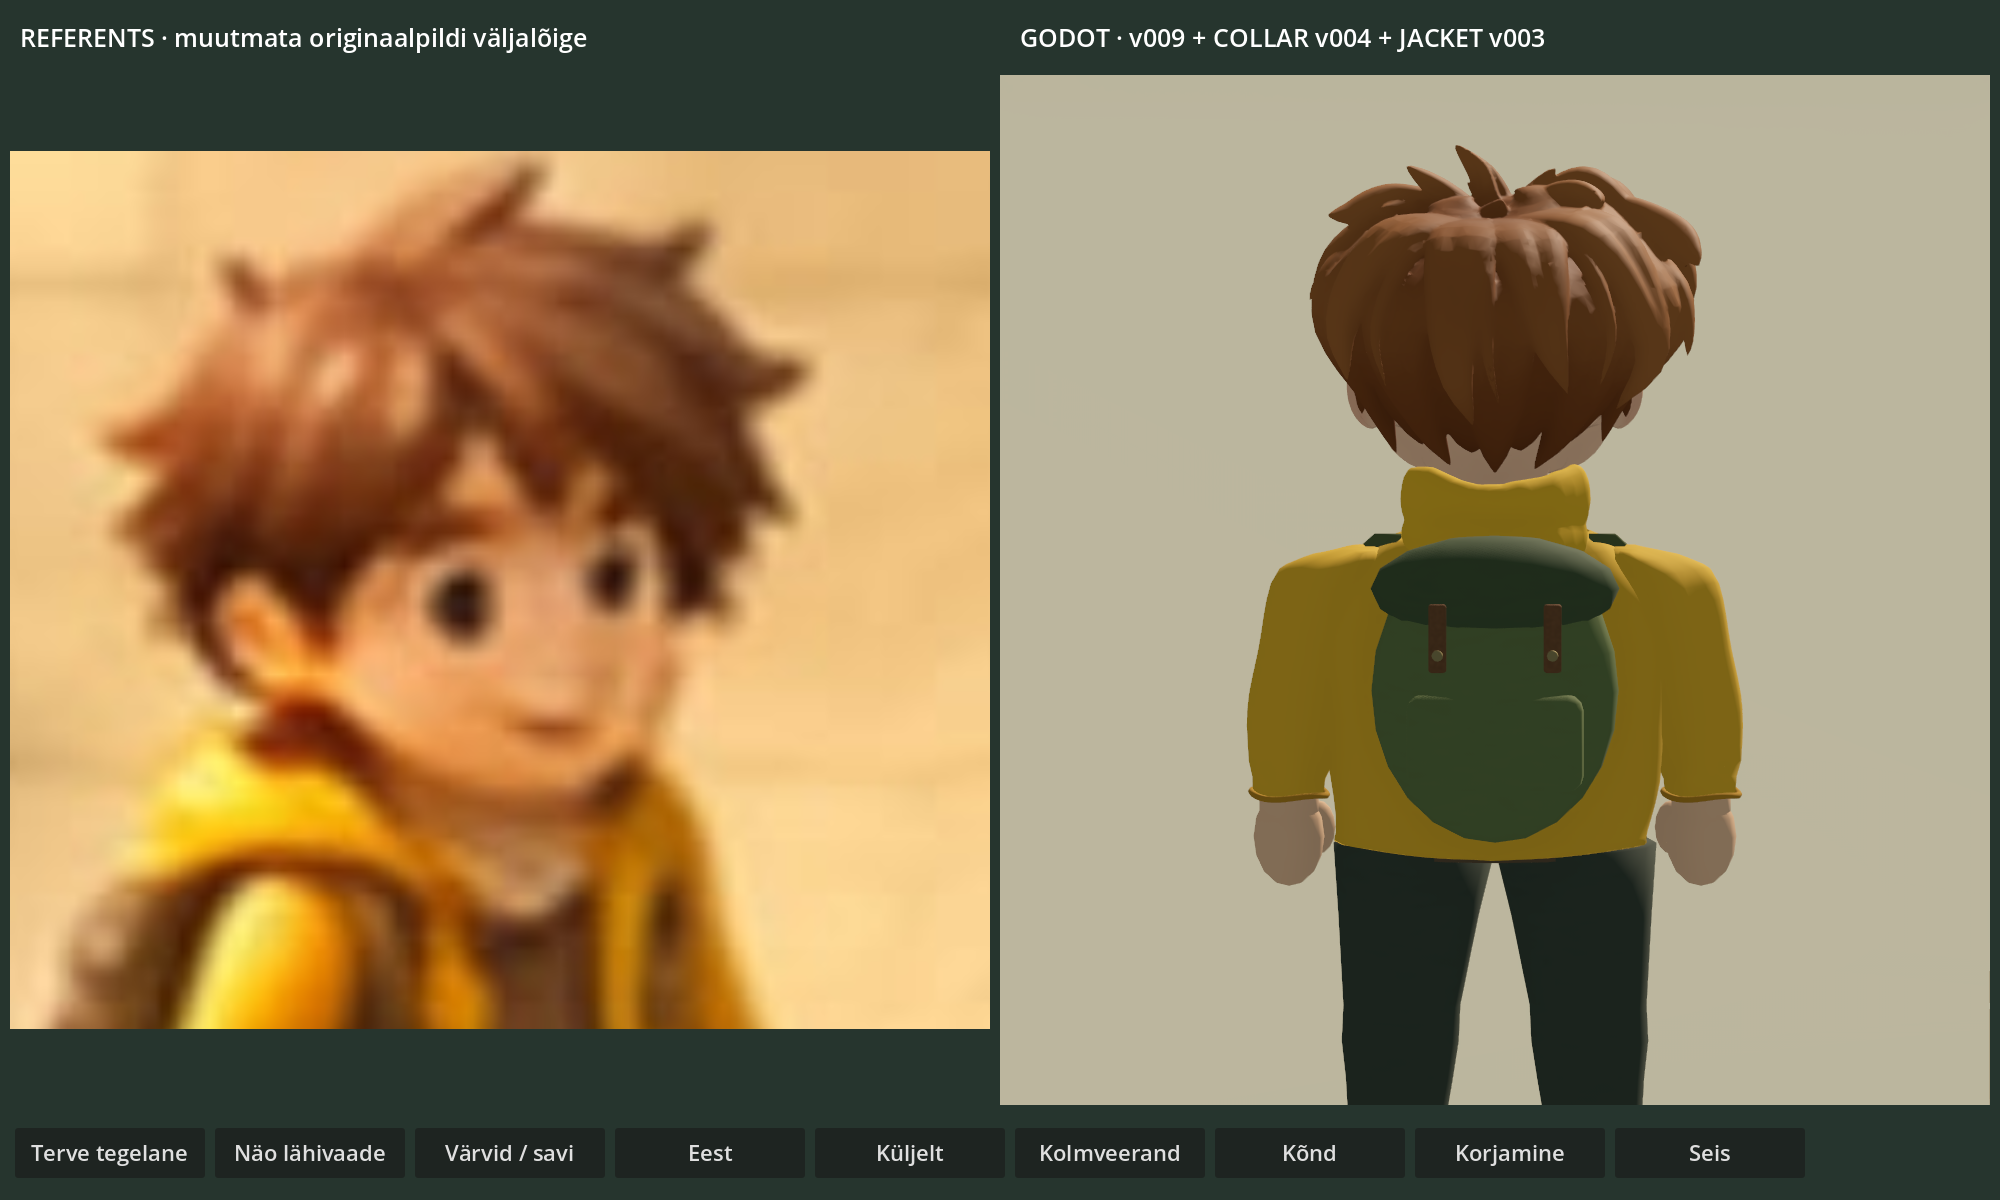 REFERENTS · muutmata originaalpildi väljalõige
GODOT · v009 + COLLAR v004 + JACKET v003
Terve tegelane
Näo lähivaade
Värvid / savi
Eest
Küljelt
Kolmveerand
Kõnd
Korjamine
Seis